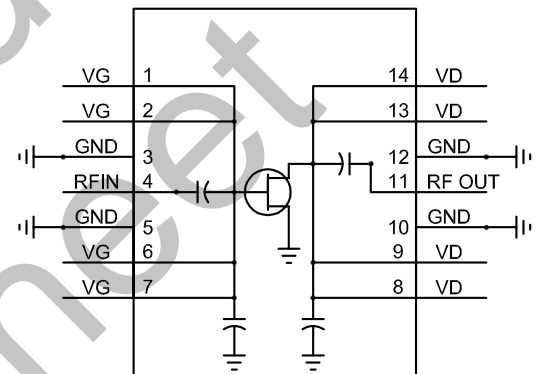 VG 1
14 VD
VG 2
13 VD
GND 3
12 GND
RFIN 4
11 RF OUT
GND 5
10 GND
VG 6
9 VD
VG 7
8 VD